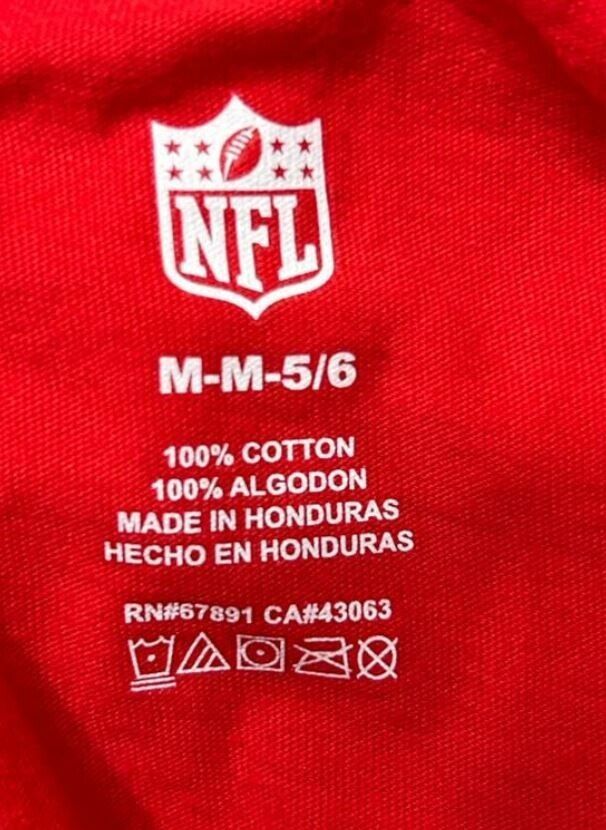 NFL
M-M-5/6
100% COTTON
100% ALGODON
MADE IN HONDURAS
HECHO EN HONDURAS
RN#67891 CA#43063